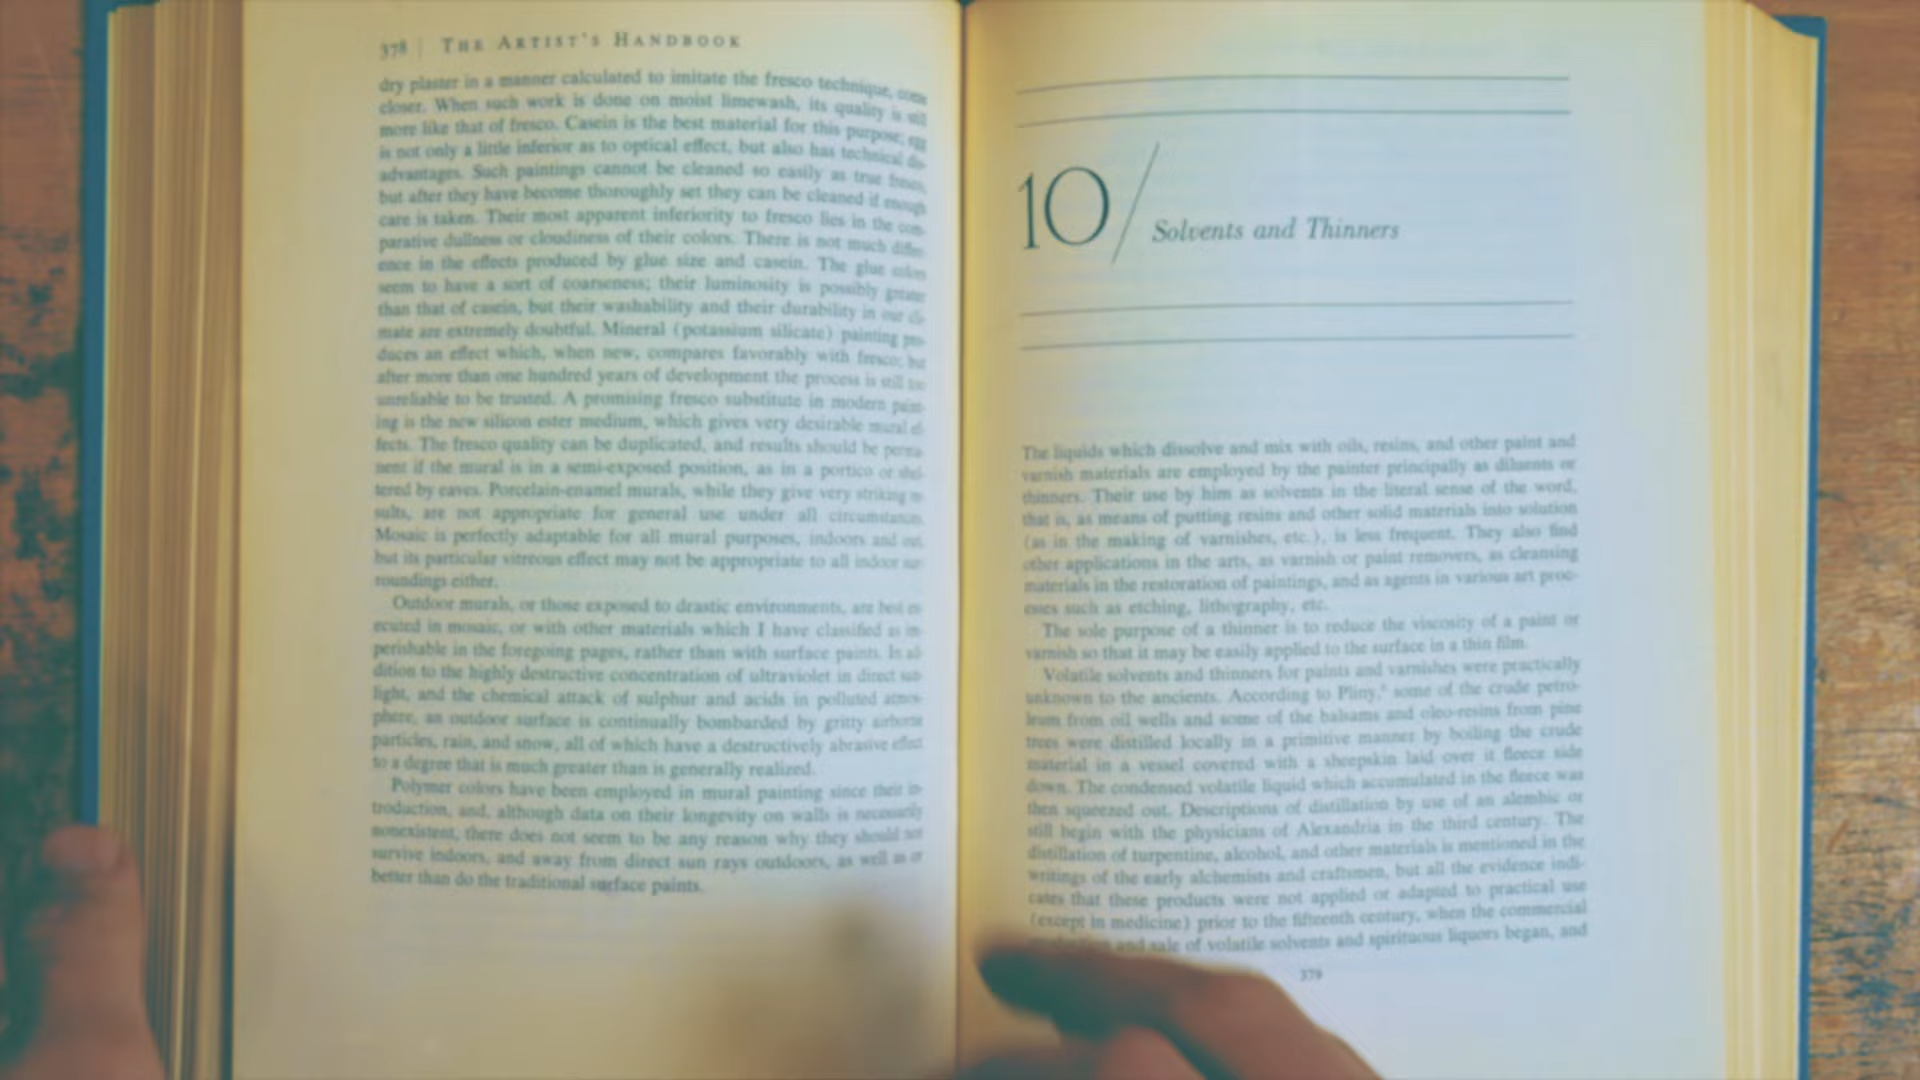 378 | THE ARTIST'S HANDBOOK
dry plaster in a manner calculated to imitate the fresco technique, come
closer. When such work is done on moist limewash, its quality is still
more like that of fresco. Casein is the best material for this purpose; egg
is not only a little inferior as to optical effect, but also has technical dis-
advantages. Such paintings cannot be cleaned so easily as true fresco,
but after they have become thoroughly set they can be cleaned if enough
care is taken. Their most apparent inferiority to fresco lies in the com-
parative dullness or cloudiness of their colors. There is not much differ-
ence in the effects produced by glue size and casein. The glue colors
seem to have a sort of coarseness; their luminosity is possibly greater
than that of casein, but their washability and their durability in our cli-
mate are extremely doubtful. Mineral (potassium silicate) painting pro-
duces an effect which, when new, compares favorably with fresco; but
after more than one hundred years of development the process is still too
unreliable to be trusted. A promising fresco substitute in modern paint-
ing is the new silicon ester medium, which gives very desirable mural ef-
fects. The fresco quality can be duplicated, and results should be perma-
nent if the mural is in a semi-exposed position, as in a portico or shel-
tered by eaves. Porcelain-enamel murals, while they give very striking re-
sults, are not appropriate for general use under all circumstances.
Mosaic is perfectly adaptable for all mural purposes, indoors and out,
but its particular vitreous effect may not be appropriate to all indoor sur-
roundings either.
Outdoor murals, or those exposed to drastic environments, are best ex-
ecuted in mosaic, or with other materials which I have classified as im-
perishable in the foregoing pages, rather than with surface paints. In ad-
dition to the highly destructive concentration of ultraviolet in direct sun-
light, and the chemical attack of sulphur and acids in polluted atmos-
phere, an outdoor surface is continually bombarded by gritty airborne
particles, rain, and snow, all of which have a destructively abrasive effect
to a degree that is much greater than is generally realized.
Polymer colors have been employed in mural painting since their in-
troduction, and, although data on their longevity on walls is necessarily
nonexistent, there does not seem to be any reason why they should not
survive indoors, and away from direct sun rays outdoors, as well as or
better than do the traditional surface paints.
10/ Solvents and Thinners
The liquids which dissolve and mix with oils, resins, and other paint and
varnish materials are employed by the painter principally as diluents or
thinners. Their use by him as solvents in the literal sense of the word,
that is, as means of putting resins and other solid materials into solution
(as in the making of varnishes, etc.), is less frequent. They also find
other applications in the arts, as varnish or paint removers, as cleansing
materials in the restoration of paintings, and as agents in various art proc-
esses such as etching, lithography, etc.
The sole purpose of a thinner is to reduce the viscosity of a paint or
varnish so that it may be easily applied to the surface in a thin film.
Volatile solvents and thinners for paints and varnishes were practically
unknown to the ancients. According to Pliny, some of the crude petro-
leum from oil wells and some of the balsams and oleo-resins from pine
trees were distilled locally in a primitive manner by boiling the crude
material in a vessel covered with a sheepskin laid over it fleece side
down. The condensed volatile liquid which accumulated in the fleece was
then squeezed out. Descriptions of distillation by use of an alembic or
still begin with the physicians of Alexandria in the third century. The
distillation of turpentine, alcohol, and other materials is mentioned in the
writings of the early alchemists and craftsmen, but all the evidence indi-
cates that these products were not applied or adapted to practical use
(except in medicine) prior to the fifteenth century, when the commercial
and sale of volatile solvents and spirituous liquors began, and
379